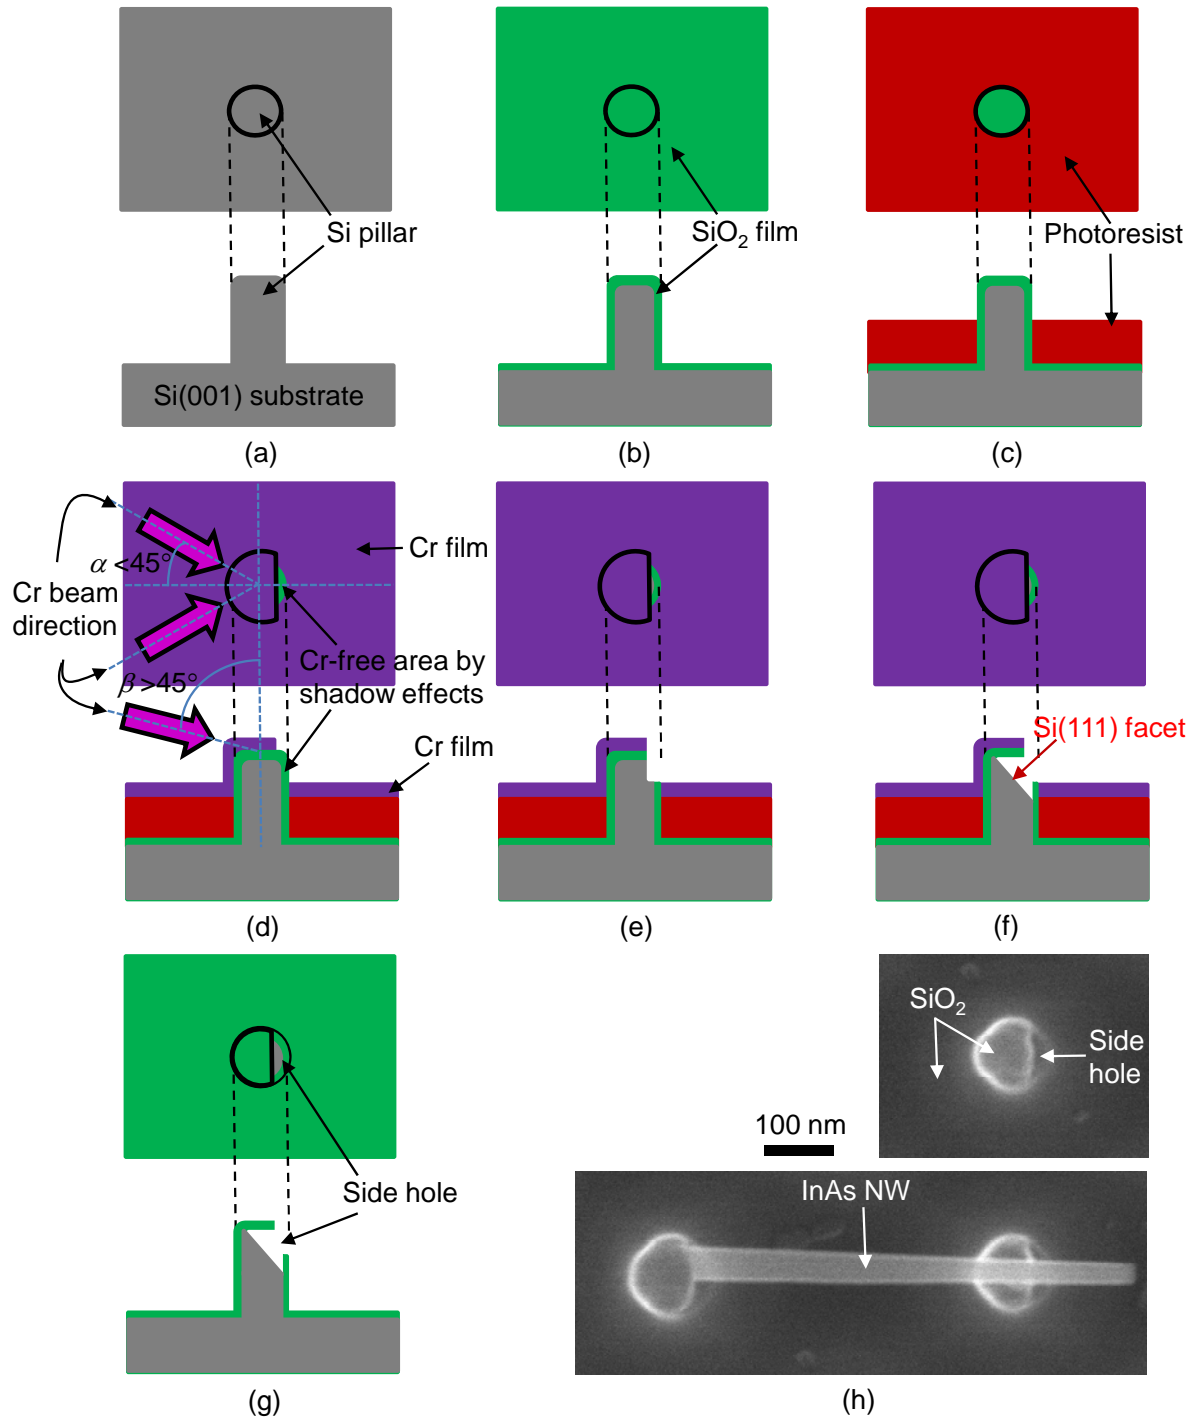 Si pillar
Si(001) substrate
(a)
SiO₂ film
(b)
Photoresist
(c)
α <45°
Cr beam
direction
β >45°
Cr film
Cr-free area by
shadow effects
Cr film
(d)
(e)
Si(111) facet
(f)
Side hole
(g)
SiO₂
Side
hole
100 nm
InAs NW
(h)